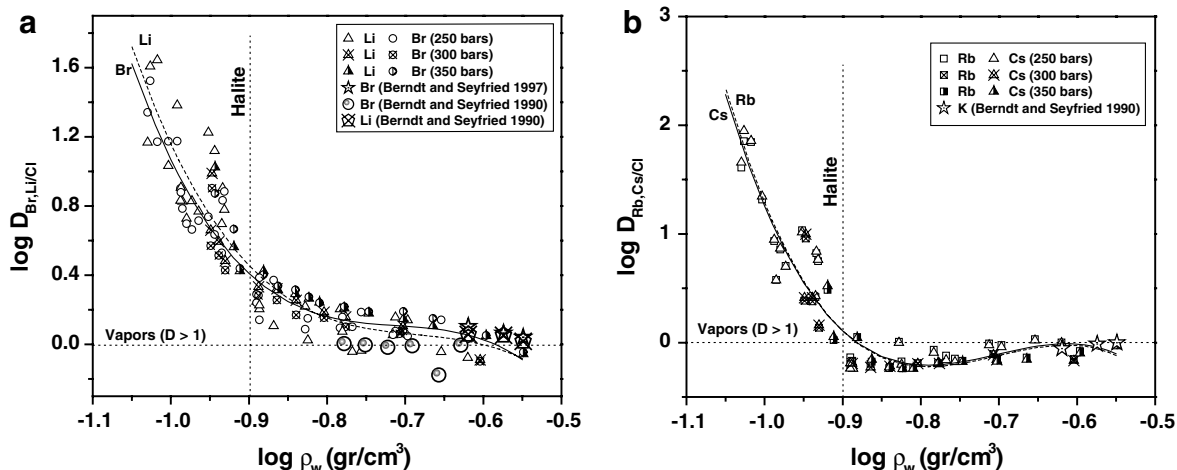 a
Li Br (250 bars)
Li Br (300 bars)
Li Br (350 bars)
Br (Berndt and Seyfried 1997)
Br (Berndt and Seyfried 1990)
Li (Berndt and Seyfried 1990)
Li
Br
Halite
Vapors (D > 1)
log D_Br,Li/Cl
1.6
1.2
0.8
0.4
0.0
-1.1 -1.0 -0.9 -0.8 -0.7 -0.6 -0.5
log ρ_w (gr/cm³)
b
Rb Cs (250 bars)
Rb Cs (300 bars)
Rb Cs (350 bars)
K (Berndt and Seyfried 1990)
Rb
Cs
Halite
Vapors (D > 1)
log D_Rb,Cs/Cl
3
2
1
0
-1.1 -1.0 -0.9 -0.8 -0.7 -0.6 -0.5
log ρ_w (gr/cm³)